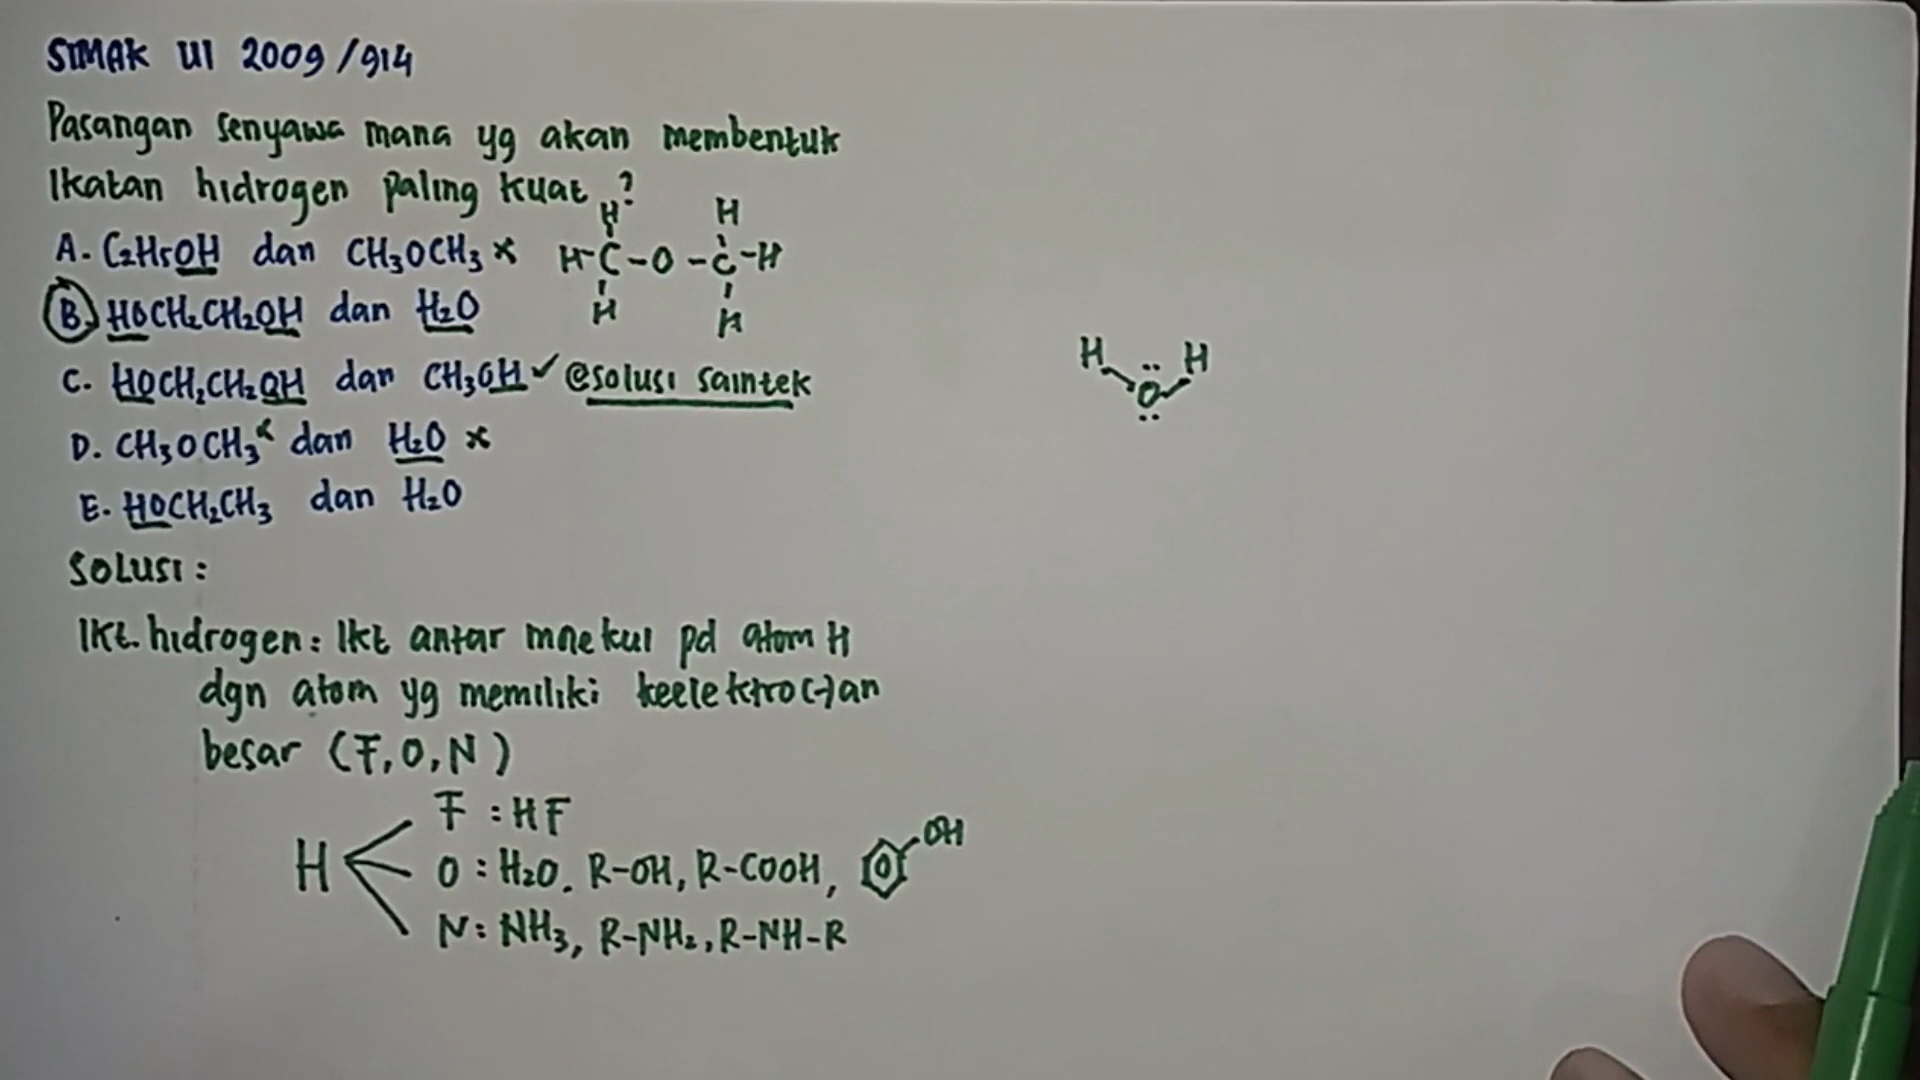 SIMAK UI 2009/914
Pasangan senyawa mana yg akan membentuk
Ikatan hidrogen paling kuat ?
A. C₂H₅OH dan CH₃OCH₃ x
B. HOCH₂CH₂OH dan H₂O
C. HOCH₂CH₂OH dan CH₃OH ✓ @solusi saintek
D. CH₃OCH₃ dan H₂O x
E. HOCH₂CH₃ dan H₂O
H H
H-C-O-C-H
H H
H H
O
SOLUSI :
Ikt. hidrogen : Ikt antar molekul pd atom H
dgn atom yg memiliki keelektro(-)an
besar (F, O, N)
F : HF
H O : H₂O, R-OH, R-COOH, OH
N : NH₃, R-NH₂, R-NH-R